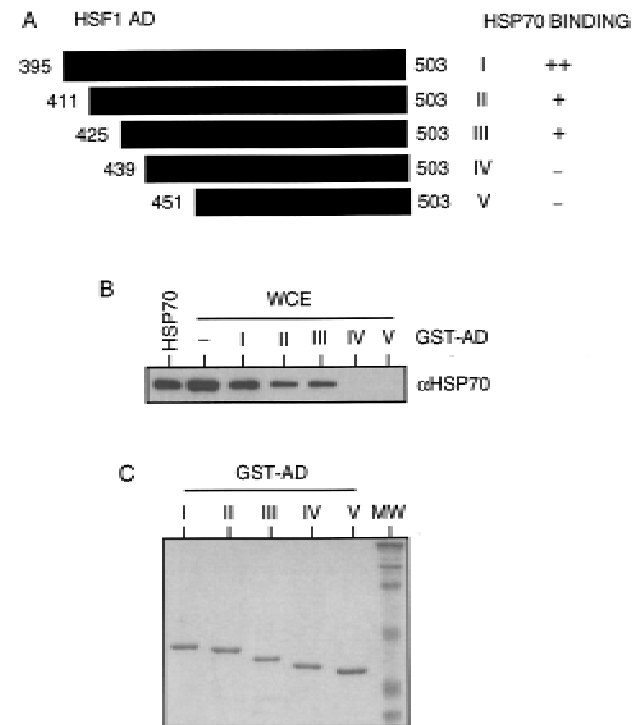 A HSF1 AD HSP70 BINDING
395 503 I ++
411 503 II +
425 503 III +
439 503 IV –
451 503 V –
B HSP70 WCE
– I II III IV V GST-AD
αHSP70
C GST-AD
I II III IV V MW